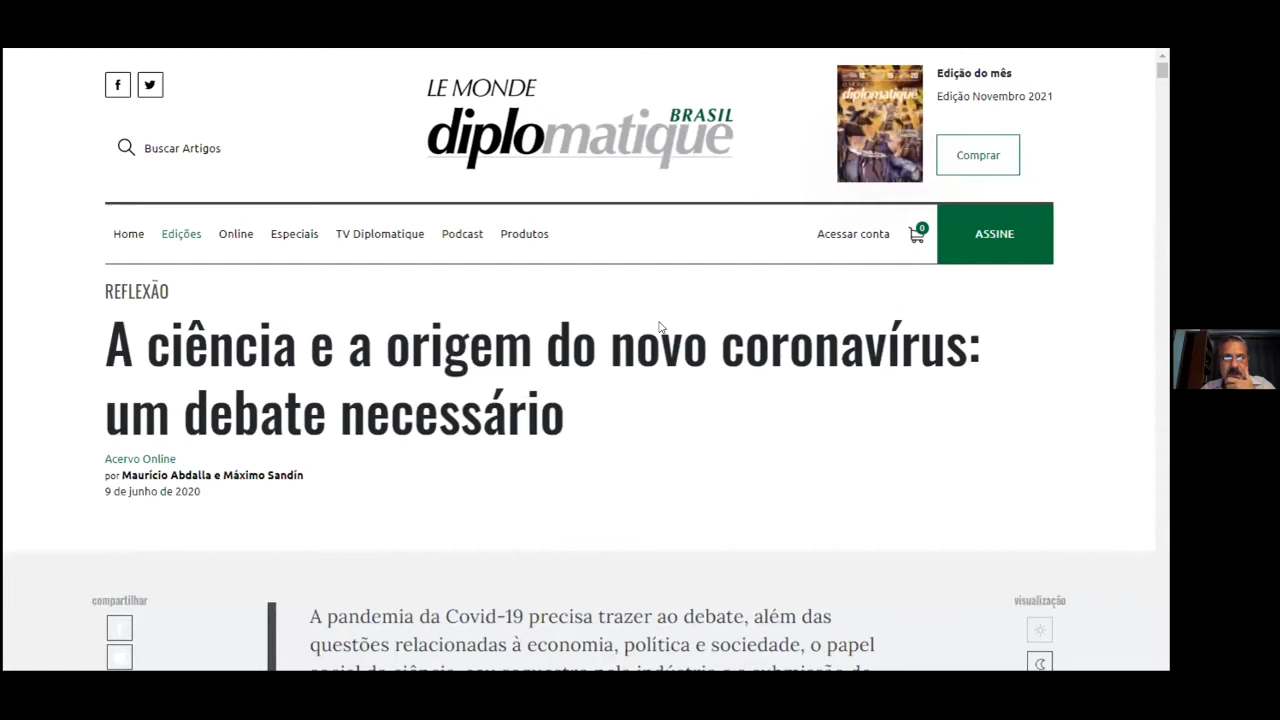 LE MONDE
diplomatique
BRASIL
diplomatique
Edição do mês
Edição Novembro 2021
Buscar Artigos
Comprar
Home Edições Online Especiais TV Diplomatique Podcast Produtos Acessar conta 0 ASSINE
REFLEXÃO
A ciência e a origem do novo coronavírus:
um debate necessário
Acervo Online
por Maurício Abdalla e Máximo Sandín
9 de junho de 2020
compartilhar
visualização
A pandemia da Covid-19 precisa trazer ao debate, além das
questões relacionadas à economia, política e sociedade, o papel